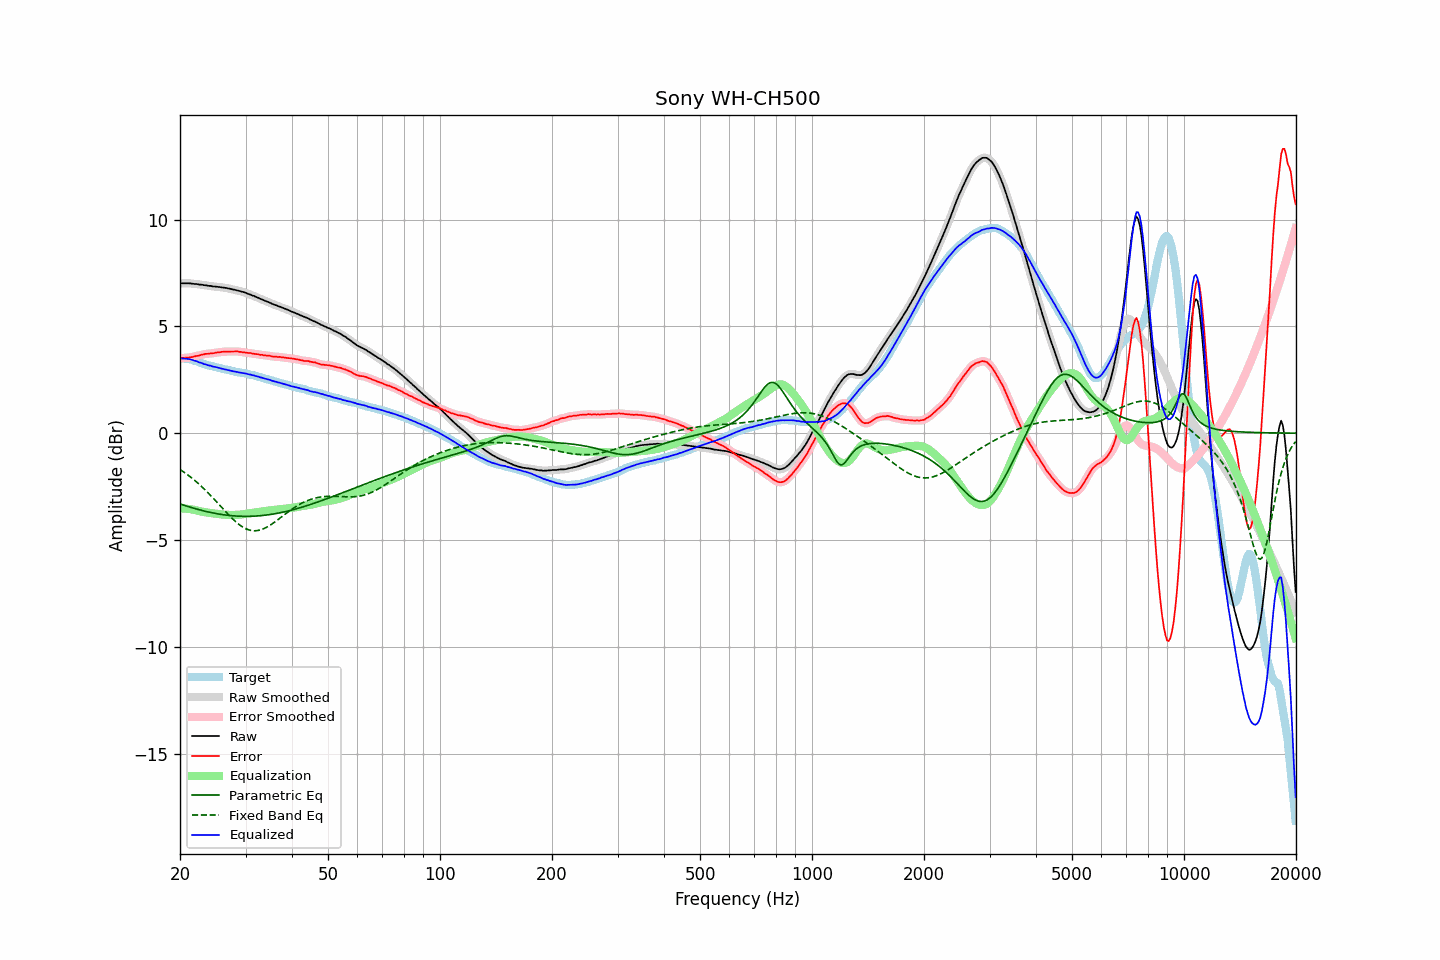 Sony WH-CH500
Amplitude (dBr)
10
5
0
−5
−10
−15
Target
Raw Smoothed
Error Smoothed
Raw
Error
Equalization
Parametric Eq
Fixed Band Eq
Equalized
20 50 100 200 500 1000 2000 5000 10000 20000
Frequency (Hz)